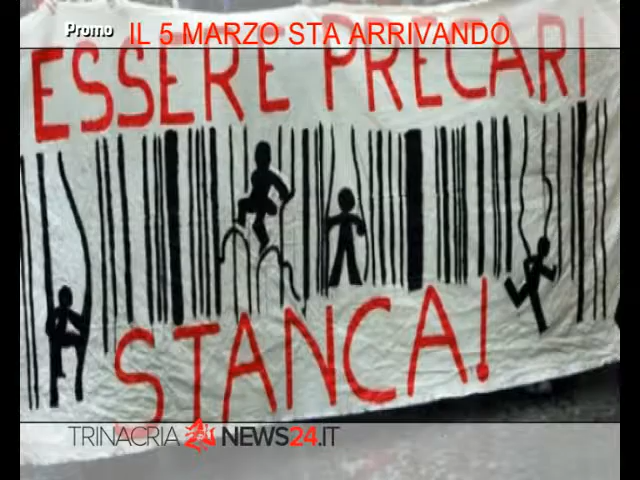 Promo IL 5 MARZO STA ARRIVANDO
ESSERE PRECARI
STANCA!
TRINACRIA NEWS24.IT